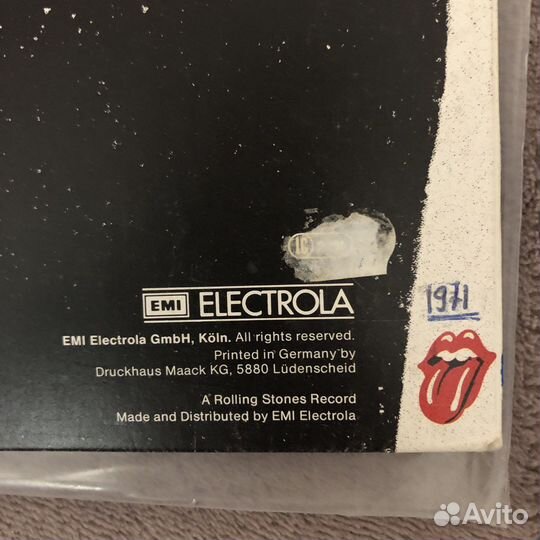 1971
EMI ELECTROLA
EMI Electrola GmbH, Köln. All rights reserved.
Printed in Germany by
Druckhaus Maack KG, 5880 Lüdenscheid
A Rolling Stones Record
Made and Distributed by EMI Electrola
Avito